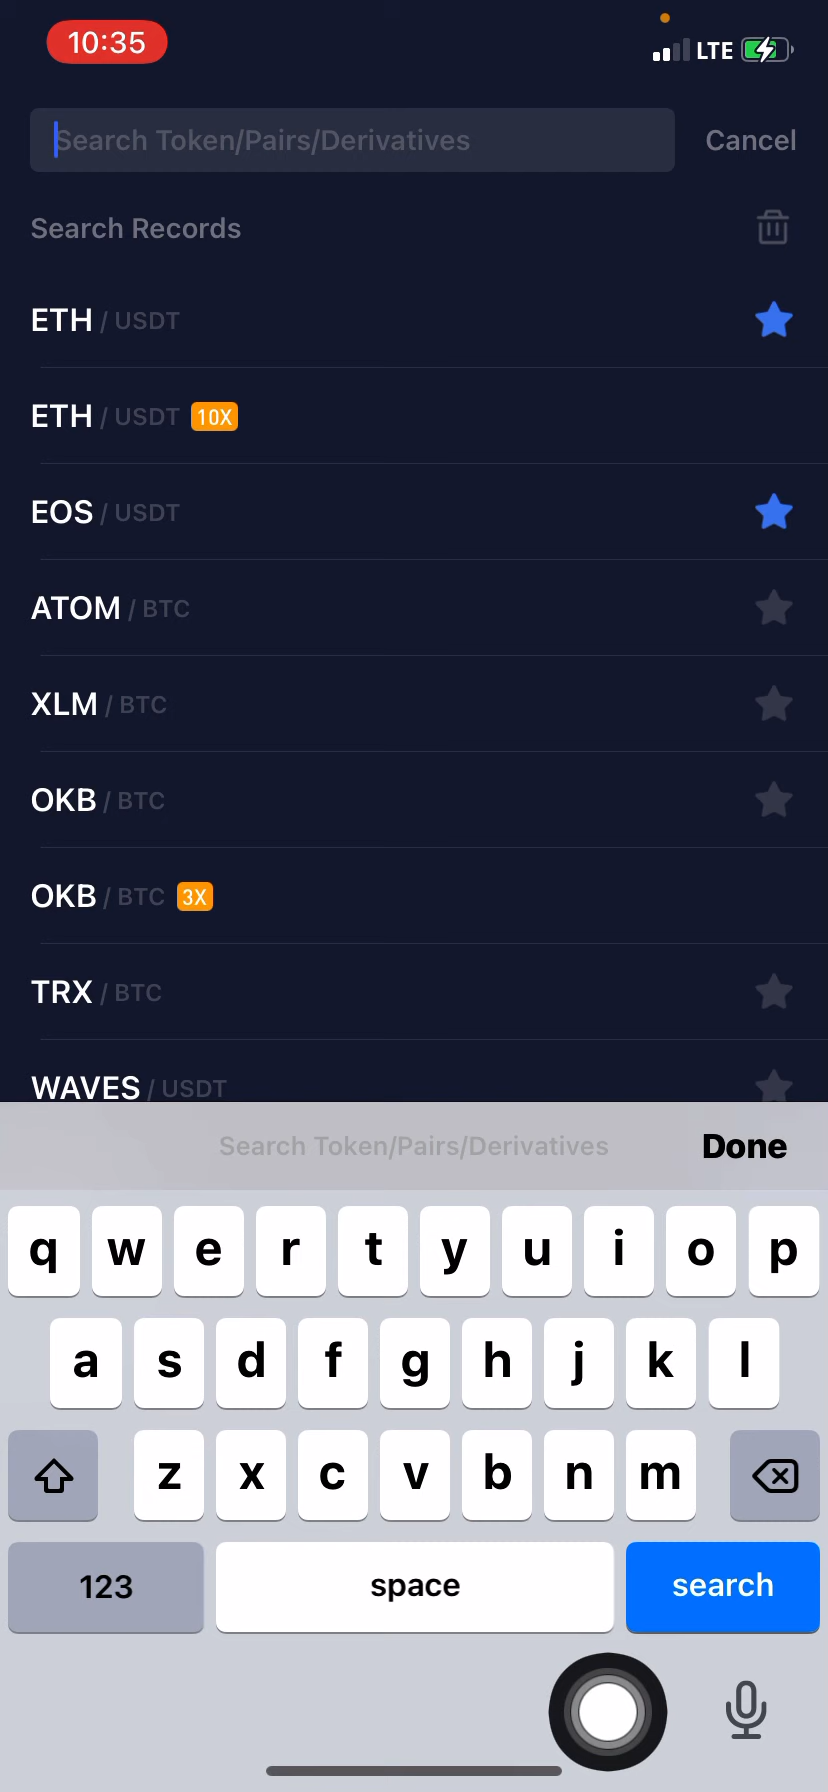 10:35
LTE
Search Token/Pairs/Derivatives
Cancel
Search Records
ETH / USDT
ETH / USDT 10X
EOS / USDT
ATOM / BTC
XLM / BTC
OKB / BTC
OKB / BTC 3X
TRX / BTC
WAVES / USDT
Search Token/Pairs/Derivatives
Done
q w e r t y u i o p
a s d f g h j k l
z x c v b n m
123 space search